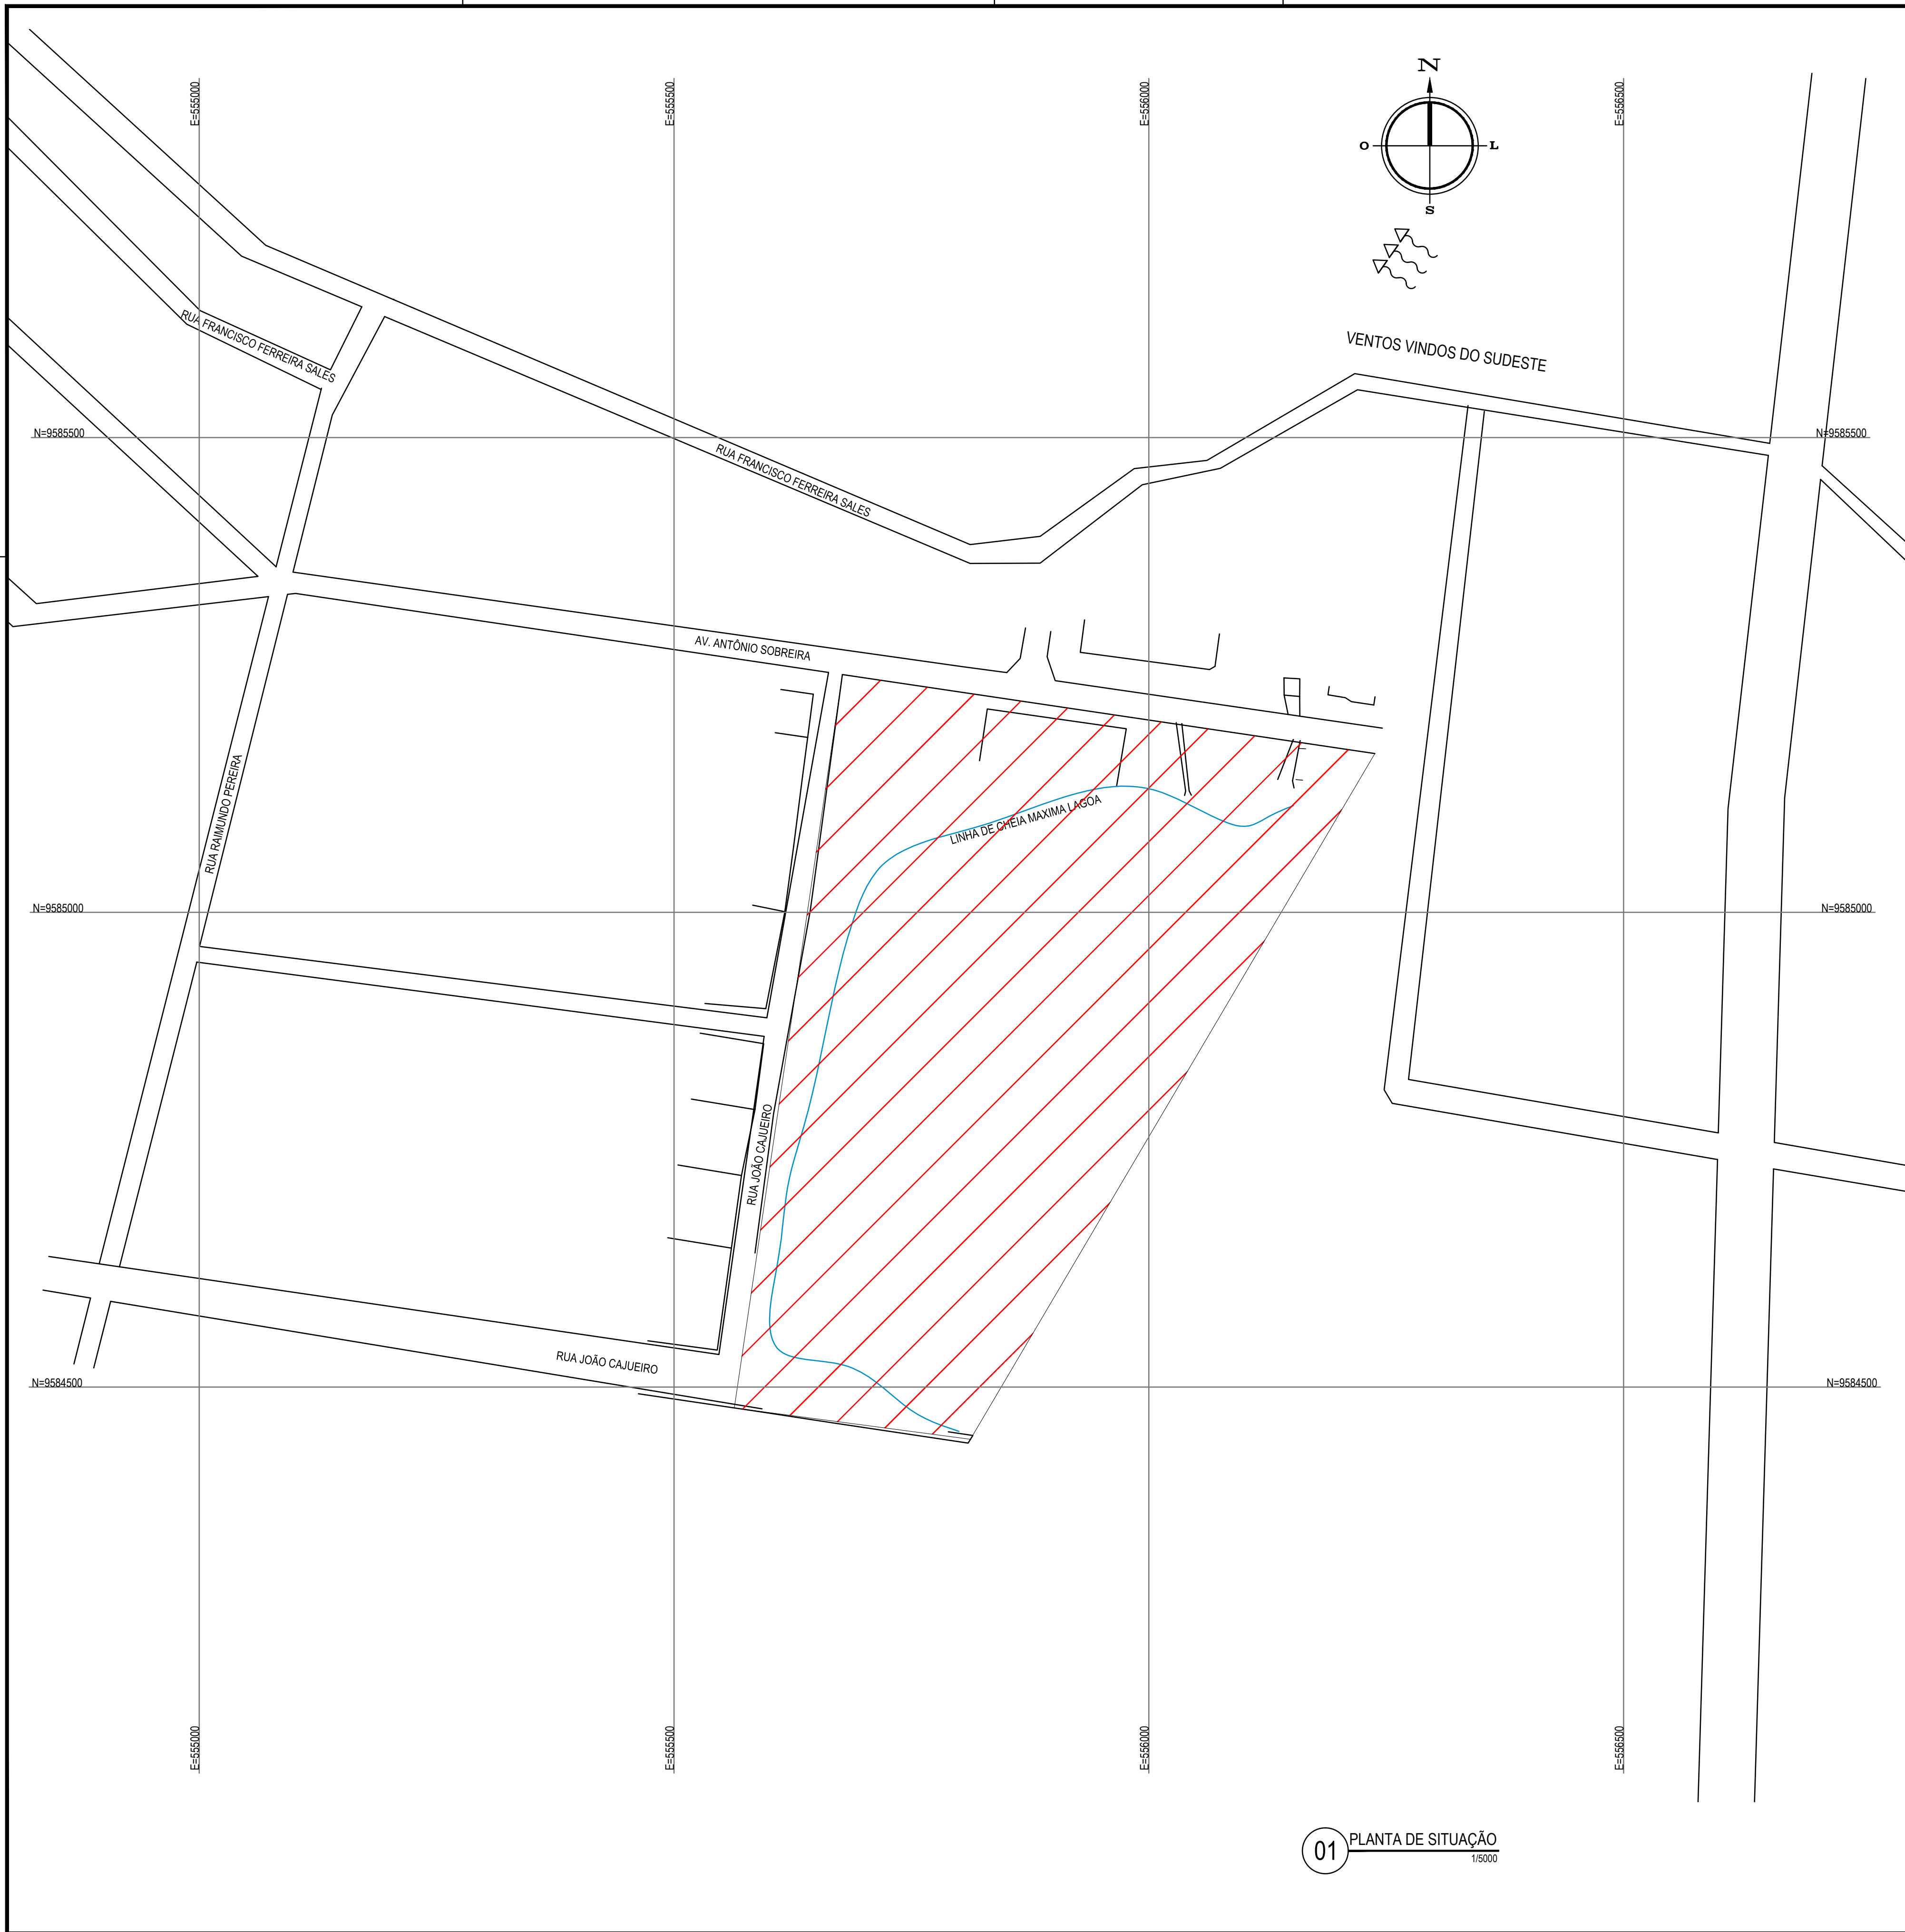 E=555000
E=555500
E=556000
E=556500
N
O
L
S
VENTOS VINDOS DO SUDESTE
RUA FRANCISCO FERREIRA SALES
N=9585500
N=9585500
RUA FRANCISCO FERREIRA SALES
AV. ANTÔNIO SOBREIRA
RUA RAIMUNDO PEREIRA
LINHA DE CHEIA MAXIMA LAGOA
N=9585000
N=9585000
RUA JOÃO CAJUEIRO
RUA JOÃO CAJUEIRO
N=9584500
N=9584500
E=555000
E=555500
E=556000
E=556500
01
PLANTA DE SITUAÇÃO
1/5000